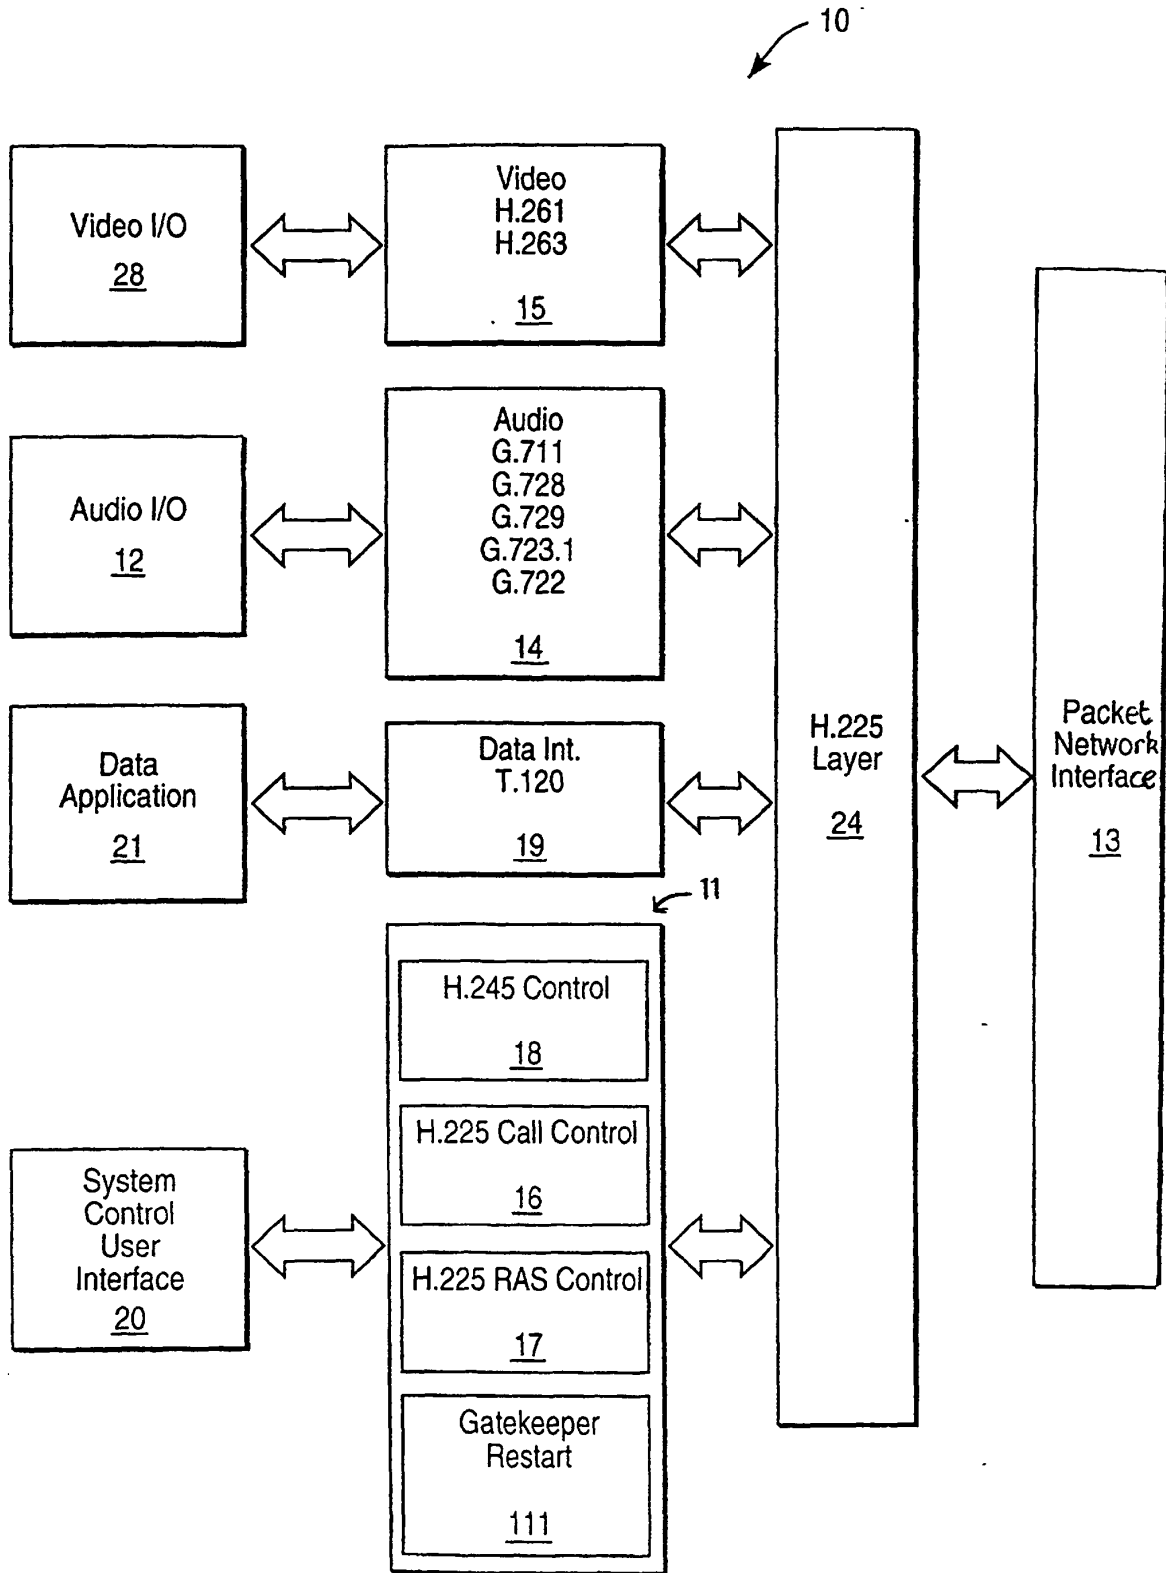 10
Video I/O
28
Video
H.261
H.263
15
Audio I/O
12
Audio
G.711
G.728
G.729
G.723.1
G.722
14
Data
Application
21
Data Int.
T.120
19
11
H.245 Control
18
H.225 Call Control
16
H.225 RAS Control
17
Gatekeeper
Restart
111
System
Control
User
Interface
20
H.225
Layer
24
Packet
Network
Interface
13